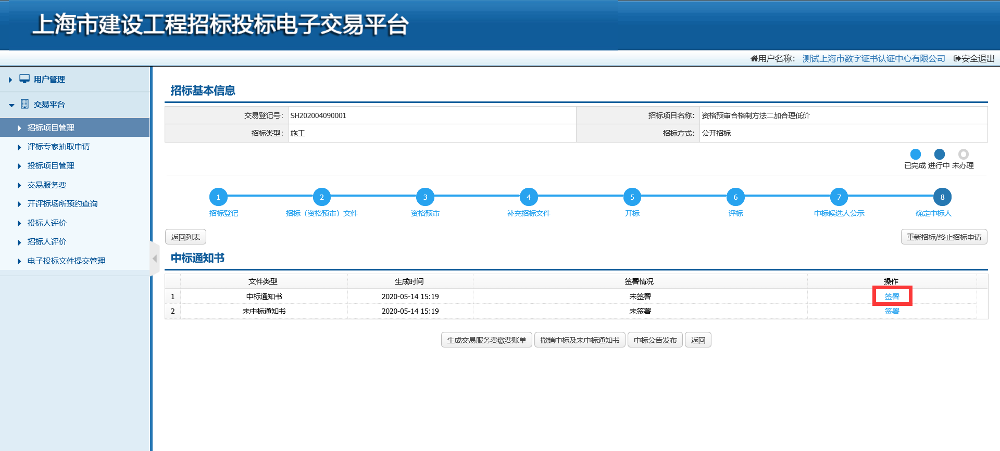 上海市建设工程招标投标电子交易平台
用户名称： 测试上海市数字证书认证中心有限公司 安全退出
用户管理
交易平台
招标项目管理
评标专家抽取申请
投标项目管理
交易服务费
开评标场所预约查询
投标人评价
招标人评价
电子投标文件提交管理
招标基本信息
交易登记号： SH202004090001 招标项目名称： 资格预审合格制方法二加合理低价
招标类型： 施工 招标方式： 公开招标
已完成 进行中 未办理
1 2 3 4 5 6 7 8
招标登记 招标（资格预审）文件 资格预审 补充招标文件 开标 评标 中标候选人公示 确定中标人
返回列表 重新招标/终止招标申请
中标通知书
文件类型 生成时间 签署情况 操作
1 中标通知书 2020-05-14 15:19 未签署 签署
2 未中标通知书 2020-05-14 15:19 未签署 签署
生成交易服务费缴费账单 撤销中标及未中标通知书 中标公告发布 返回